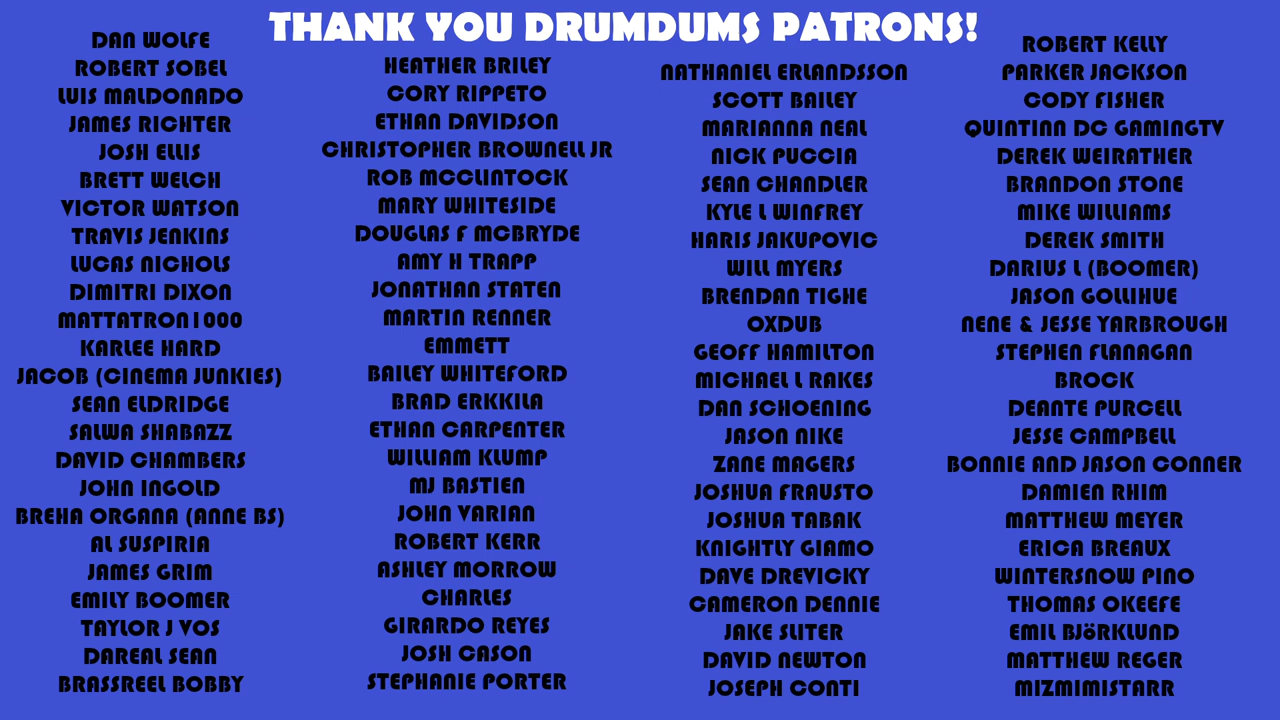 THANK YOU DRUMDUMS PATRONS!
DAN WOLFE
ROBERT SOBEL
LUIS MALDONADO
JAMES RICHTER
JOSH ELLIS
BRETT WELCH
VICTOR WATSON
TRAVIS JENKINS
LUCAS NICHOLS
DIMITRI DIXON
MATTATRON1000
KARLEE HARD
JACOB (CINEMA JUNKIES)
SEAN ELDRIDGE
SALWA SHABAZZ
DAVID CHAMBERS
JOHN INGOLD
BREHA ORGANA (ANNE BS)
AL SUSPIRIA
JAMES GRIM
EMILY BOOMER
TAYLOR J VOS
DAREAL SEAN
BRASSREEL BOBBY
HEATHER BRILEY
CORY RIPPETO
ETHAN DAVIDSON
CHRISTOPHER BROWNELL JR
ROB MCCLINTOCK
MARY WHITESIDE
DOUGLAS F MCBRYDE
AMY H TRAPP
JONATHAN STATEN
MARTIN RENNER
EMMETT
BAILEY WHITEFORD
BRAD ERKKILA
ETHAN CARPENTER
WILLIAM KLUMP
MJ BASTIEN
JOHN VARIAN
ROBERT KERR
ASHLEY MORROW
CHARLES
GIRARDO REYES
JOSH CASON
STEPHANIE PORTER
NATHANIEL ERLANDSSON
SCOTT BAILEY
MARIANNA NEAL
NICK PUCCIA
SEAN CHANDLER
KYLE L WINFREY
HARIS JAKUPOVIC
WILL MYERS
BRENDAN TIGHE
OXDUB
GEOFF HAMILTON
MICHAEL L RAKES
DAN SCHOENING
JASON NIKE
ZANE MAGERS
JOSHUA FRAUSTO
JOSHUA TABAK
KNIGHTLY GIAMO
DAVE DREVICKY
CAMERON DENNIE
JAKE SLITER
DAVID NEWTON
JOSEPH CONTI
ROBERT KELLY
PARKER JACKSON
CODY FISHER
QUINTINN DC GAMINGTV
DEREK WEIRATHER
BRANDON STONE
MIKE WILLIAMS
DEREK SMITH
DARIUS L (BOOMER)
JASON GOLLIHUE
NENE & JESSE YARBROUGH
STEPHEN FLANAGAN
BROCK
DEANTE PURCELL
JESSE CAMPBELL
BONNIE AND JASON CONNER
DAMIEN RHIM
MATTHEW MEYER
ERICA BREAUX
WINTERSNOW PINO
THOMAS OKEEFE
EMIL BJöRKLUND
MATTHEW REGER
MIZMIMISTARR